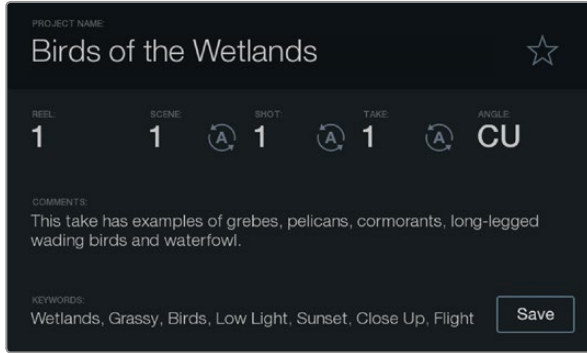 PROJECT NAME:
Birds of the Wetlands
REEL: SCENE: SHOT: TAKE: ANGLE:
1 1 A 1 A 1 A CU
COMMENTS:
This take has examples of grebes, pelicans, cormorants, long-legged
wading birds and waterfowl.
KEYWORDS:
Wetlands, Grassy, Birds, Low Light, Sunset, Close Up, Flight
Save